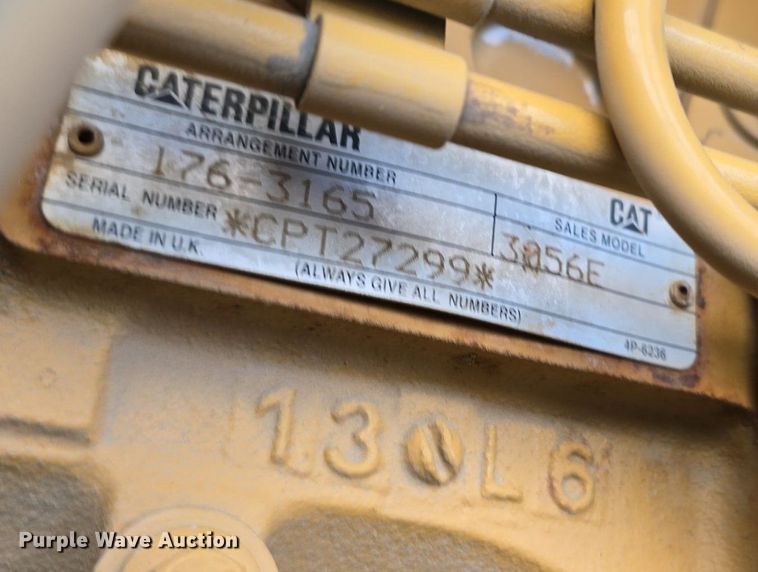 CATERPILLAR
ARRANGEMENT NUMBER
176-3165
CAT
SERIAL NUMBER *CPT27299*
SALES MODEL
3056E
MADE IN U.K.
(ALWAYS GIVE ALL NUMBERS)
4P-6236
13 L6
Purple Wave Auction